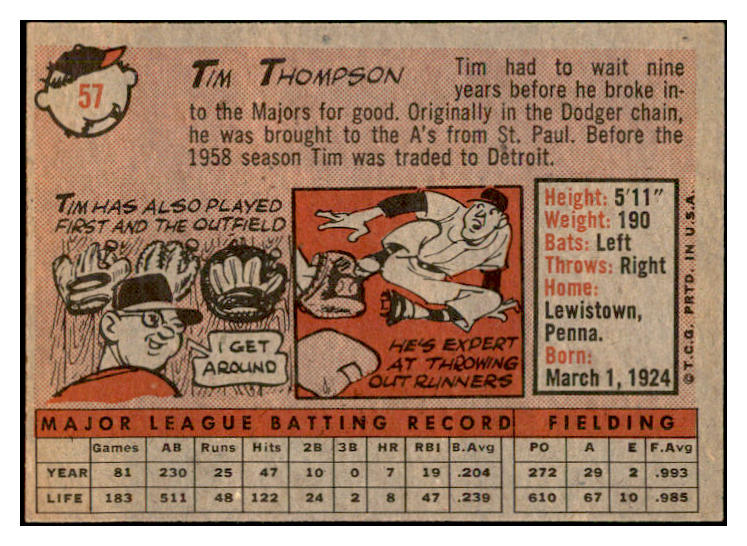 57
TIM THOMPSON
Tim had to wait nine
years before he broke in-
to the Majors for good. Originally in the Dodger chain,
he was brought to the A's from St. Paul. Before the
1958 season Tim was traded to Detroit.
TIM HAS ALSO PLAYED
FIRST AND THE OUTFIELD
I GET
AROUND
HE'S EXPERT
AT THROWING
OUT RUNNERS
Height: 5'11"
Weight: 190
Bats: Left
Throws: Right
Home:
Lewistown,
Penna.
Born:
March 1, 1924
© T.C.G. PRTD. IN U.S.A.
MAJOR LEAGUE BATTING RECORD FIELDING
Games AB Runs Hits 2B 3B HR RBI B.Avg PO A E F.Avg
YEAR 81 230 25 47 10 0 7 19 .204 272 29 2 .993
LIFE 183 511 48 122 24 2 8 47 .239 610 67 10 .985